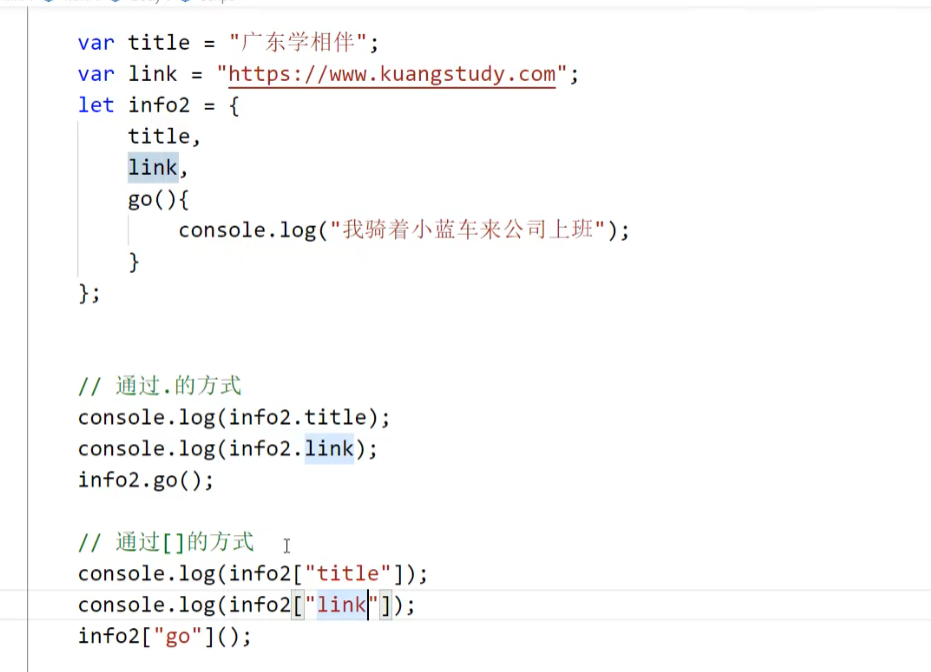 var title = "广东学相伴";
var link = "https://www.kuangstudy.com";
let info2 = {
title,
link,
go(){
console.log("我骑着小蓝车来公司上班");
}
};
// 通过.的方式
console.log(info2.title);
console.log(info2.link);
info2.go();
// 通过[]的方式
console.log(info2["title"]);
console.log(info2["link"]);
info2["go"]();